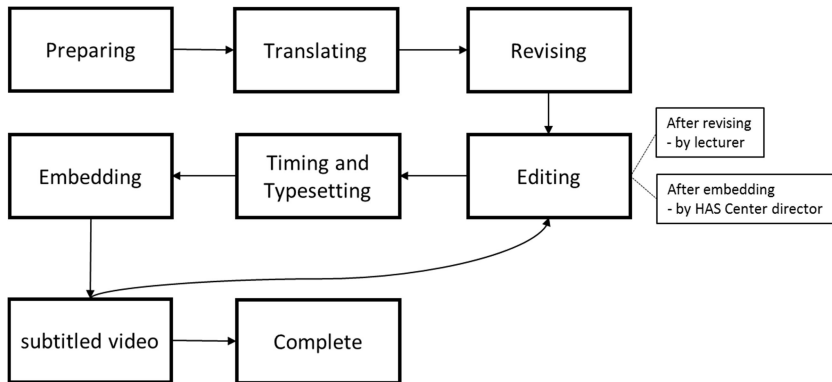 Preparing
Translating
Revising
After revising
- by lecturer
Embedding
Timing and
Typesetting
Editing
After embedding
- by HAS Center director
subtitled video
Complete